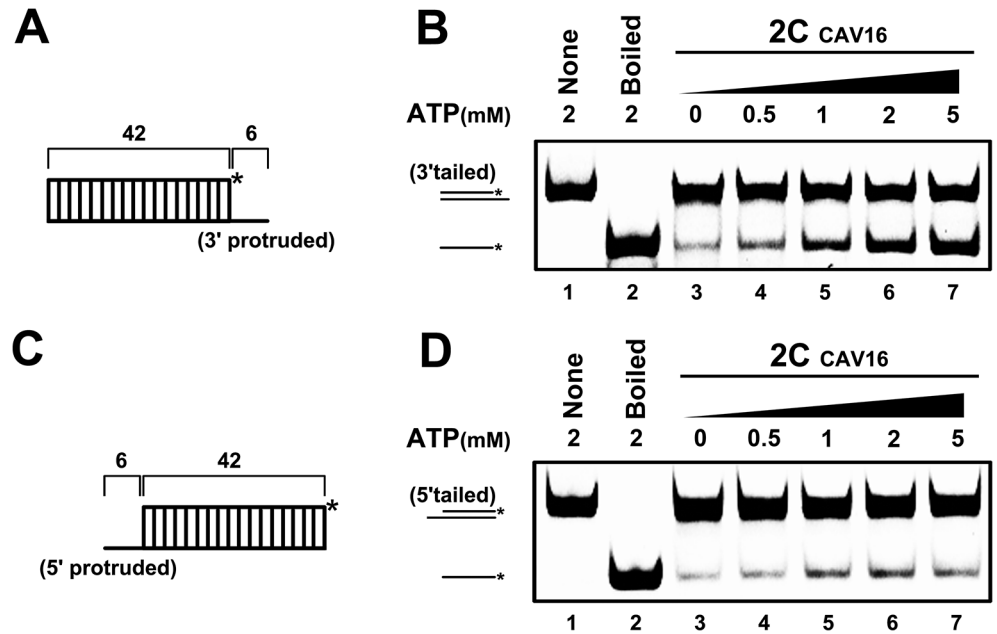 A
42 6
*
(3' protruded)
B
None Boiled 2C CAV16
ATP(mM) 2 2 0 0.5 1 2 5
(3'tailed)
*
*
1 2 3 4 5 6 7
C
6 42
*
(5' protruded)
D
None Boiled 2C CAV16
ATP(mM) 2 2 0 0.5 1 2 5
(5'tailed)
*
*
1 2 3 4 5 6 7